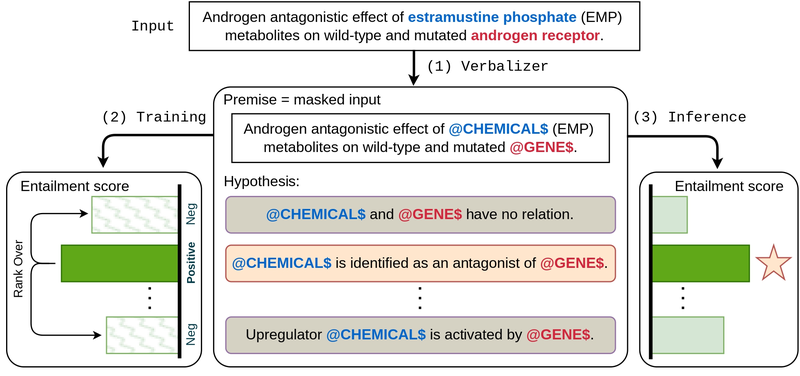 Input
Androgen antagonistic effect of estramustine phosphate (EMP)
metabolites on wild-type and mutated androgen receptor.
(1) Verbalizer
(2) Training
Premise = masked input
(3) Inference
Androgen antagonistic effect of @CHEMICAL$ (EMP)
metabolites on wild-type and mutated @GENE$.
Hypothesis:
@CHEMICAL$ and @GENE$ have no relation.
@CHEMICAL$ is identified as an antagonist of @GENE$.
Upregulator @CHEMICAL$ is activated by @GENE$.
Entailment score
Rank Over
Neg
Positive
Neg
Entailment score